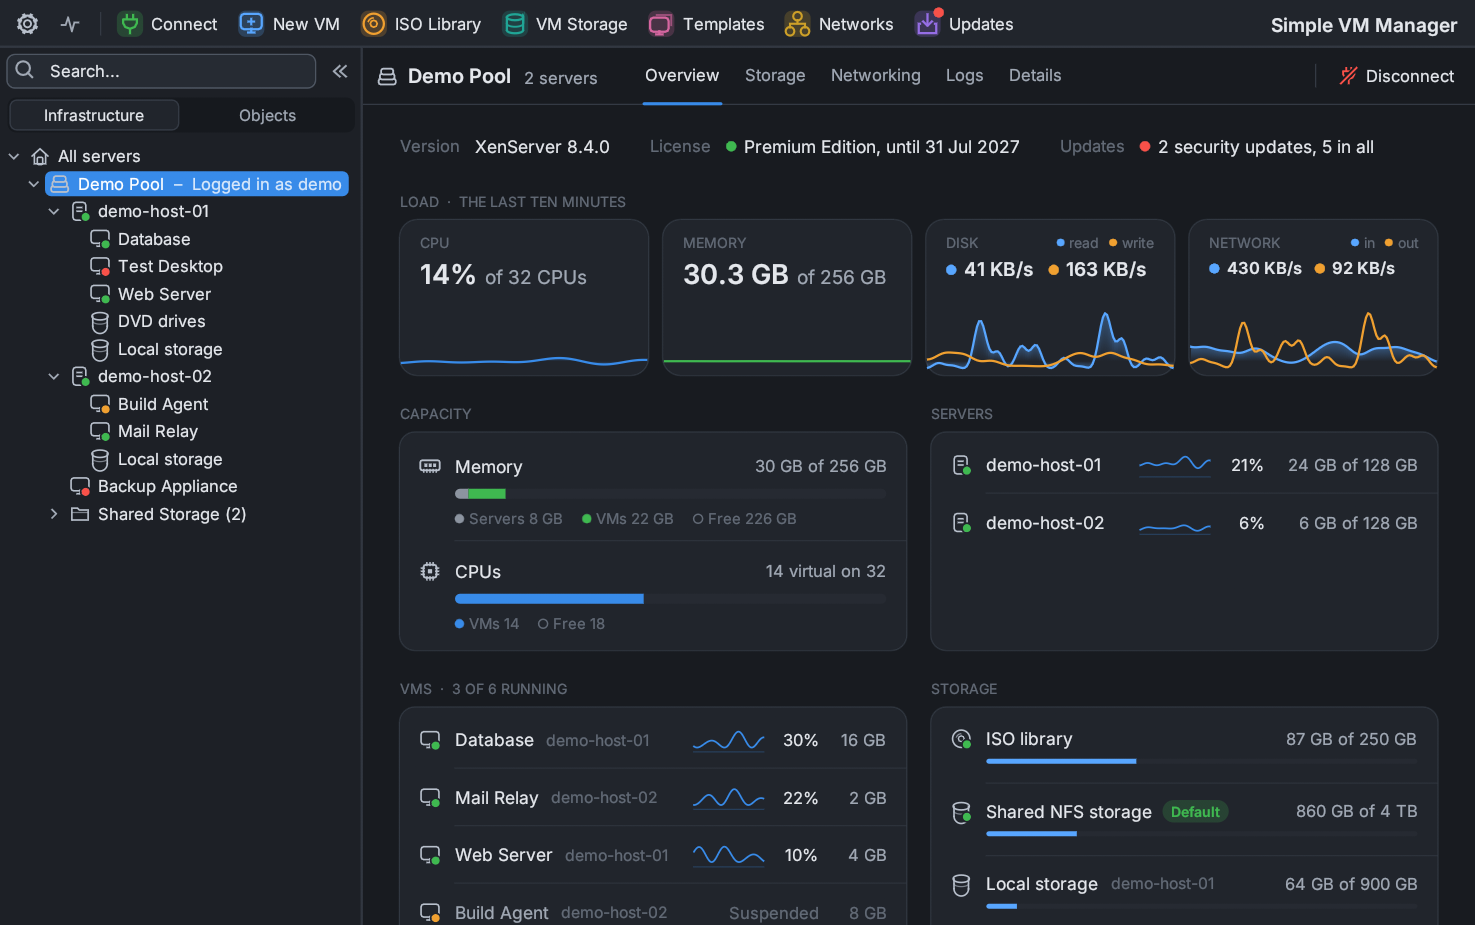 Connect New VM ISO Library VM Storage Templates Networks Updates Simple VM Manager
Search...
Infrastructure Objects
All servers
Demo Pool – Logged in as demo
demo-host-01
Database
Test Desktop
Web Server
DVD drives
Local storage
demo-host-02
Build Agent
Mail Relay
Local storage
Backup Appliance
Shared Storage (2)
Demo Pool 2 servers Overview Storage Networking Logs Details Disconnect
Version XenServer 8.4.0 License Premium Edition, until 31 Jul 2027 Updates 2 security updates, 5 in all
LOAD · THE LAST TEN MINUTES
CPU
14% of 32 CPUs
MEMORY
30.3 GB of 256 GB
DISK read write
41 KB/s 163 KB/s
NETWORK in out
430 KB/s 92 KB/s
CAPACITY
Memory 30 GB of 256 GB
Servers 8 GB VMs 22 GB Free 226 GB
CPUs 14 virtual on 32
VMs 14 Free 18
SERVERS
demo-host-01 21% 24 GB of 128 GB
demo-host-02 6% 6 GB of 128 GB
VMS · 3 OF 6 RUNNING
Database demo-host-01 30% 16 GB
Mail Relay demo-host-02 22% 2 GB
Web Server demo-host-01 10% 4 GB
Build Agent demo-host-02 Suspended 8 GB
STORAGE
ISO library 87 GB of 250 GB
Shared NFS storage Default 860 GB of 4 TB
Local storage demo-host-01 64 GB of 900 GB